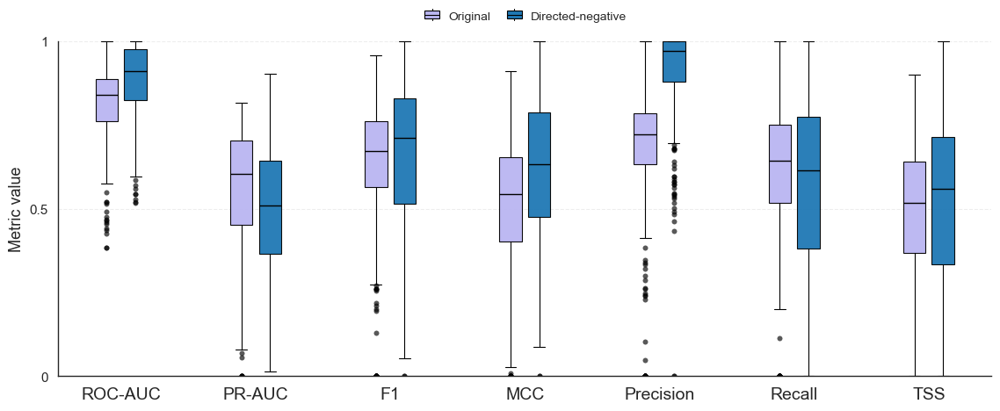 Original Directed-negative
Metric value
1
0.5
0
ROC-AUC PR-AUC F1 MCC Precision Recall TSS